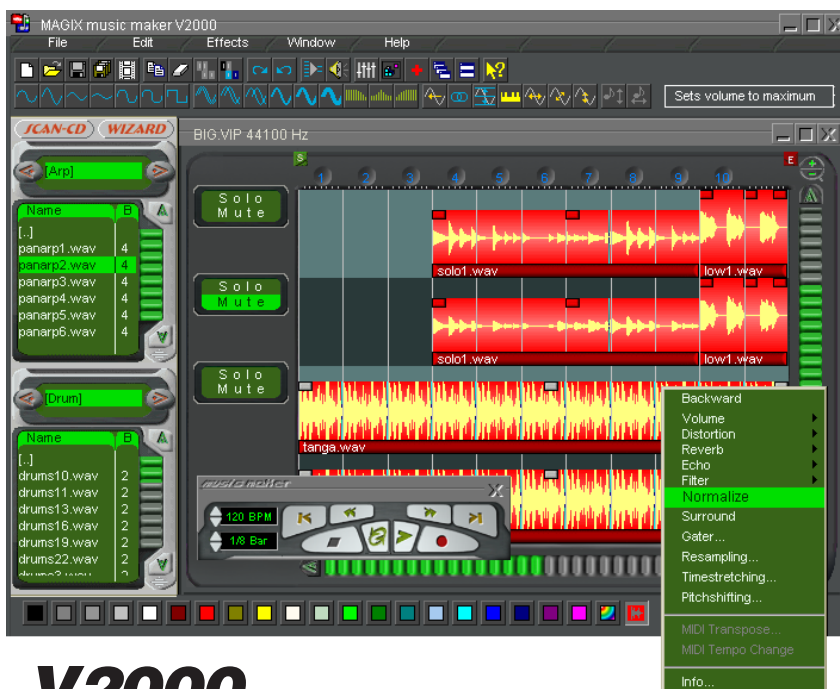 MAGIX music maker V2000
File Edit Effects Window Help
Sets volume to maximum
SCAN-CD WIZARD
BIG.VIP 44100 Hz
[Arp]
Name B
[..]
panarp1.wav 4
panarp2.wav 4
panarp3.wav 4
panarp4.wav 4
panarp5.wav 4
panarp6.wav 4
[Drum]
Name B
[..]
drums10.wav 2
drums11.wav 2
drums13.wav 2
drums16.wav 2
drums19.wav 2
drums22.wav 2
S E
1 2 3 4 5 6 7 8 9 10
Solo
Mute
solo1.wav low1.wav
Solo
Mute
solo1.wav low1.wav
Solo
Mute
tanga.wav
music maker
120 BPM
1/8 Bar
Backward
Volume
Distortion
Reverb
Echo
Filter
Normalize
Surround
Gater...
Resampling...
Timestretching...
Pitchshifting...
MIDI Transpose...
MIDI Tempo Change
Info...
V2000